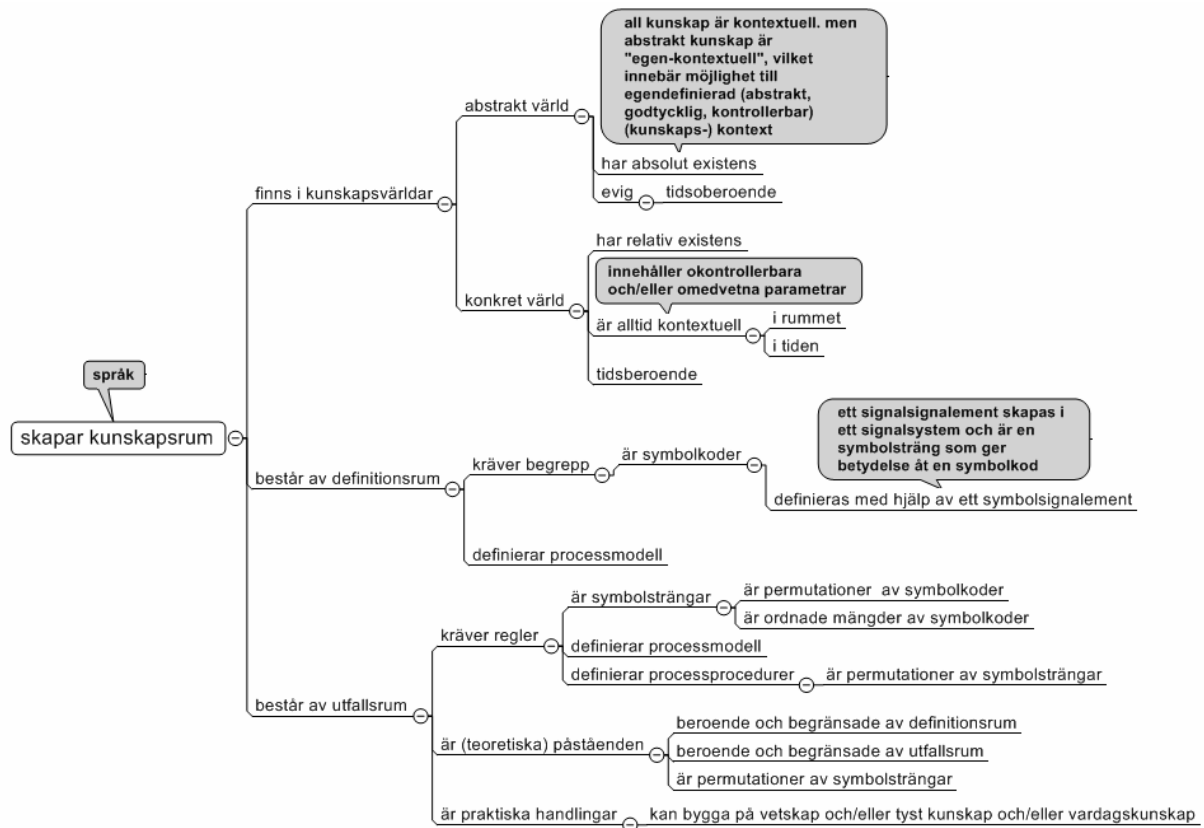 all kunskap är kontextuell. men
abstrakt kunskap är
"egen-kontextuell", vilket
innebär möjlighet till
egendefinierad (abstrakt,
godtycklig, kontrollerbar)
(kunskaps-) kontext
abstrakt värld
har absolut existens
evig
tidsoberoende
finns i kunskapsvärldar
har relativ existens
innehåller okontrollerbara
och/eller omedvetna parametrar
konkret värld
är alltid kontextuell
i rummet
i tiden
tidsberoende
språk
skapar kunskapsrum
ett signalsignalement skapas i
ett signalsystem och är en
symbolsträng som ger
betydelse åt en symbolkod
består av definitionsrum
kräver begrepp
är symbolkoder
definieras med hjälp av ett symbolsignalement
definierar processmodell
består av utfallsrum
kräver regler
är symbolsträngar
är permutationer av symbolkoder
är ordnade mängder av symbolkoder
definierar processmodell
definierar processprocedurer
är permutationer av symbolsträngar
är (teoretiska) påståenden
beroende och begränsade av definitionsrum
beroende och begränsade av utfallsrum
är permutationer av symbolsträngar
är praktiska handlingar
kan bygga på vetskap och/eller tyst kunskap och/eller vardagskunskap